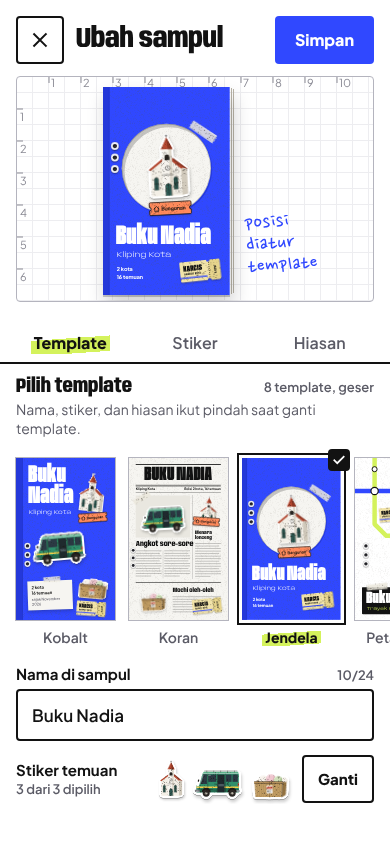 Ubah sampul
Simpan
1 2 3 4 5 6 7 8 9 10
1
2
3
4
5
6
Bangunan
Buku Nadia
Kliping Kota
2 kota
16 temuan
KARCIS
posisi
diatur
template
Template
Stiker
Hiasan
Pilih template
8 template, geser
Nama, stiker, dan hiasan ikut pindah saat ganti
template.
Buku
Nadia
Kliping Kota
2 kota
16 temuan
KARCIS
BUKU NADIA
Kliping Kota
Menara
lonceng
Angkot sore-sore
Mochi oleh-oleh
Bangunan
Buku Nadia
Kliping Kota
2 kota
16 temuan
KARCIS
Buku
Kobalt
Koran
Jendela
Peta
Nama di sampul
10/24
Buku Nadia
Stiker temuan
3 dari 3 dipilih
Ganti